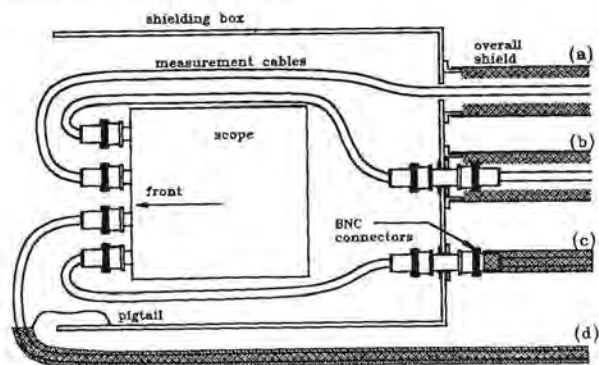 shielding box
overall
shield
(a)
measurement cables
scope
(b)
front
BNC
connectors
(c)
pigtail
(d)